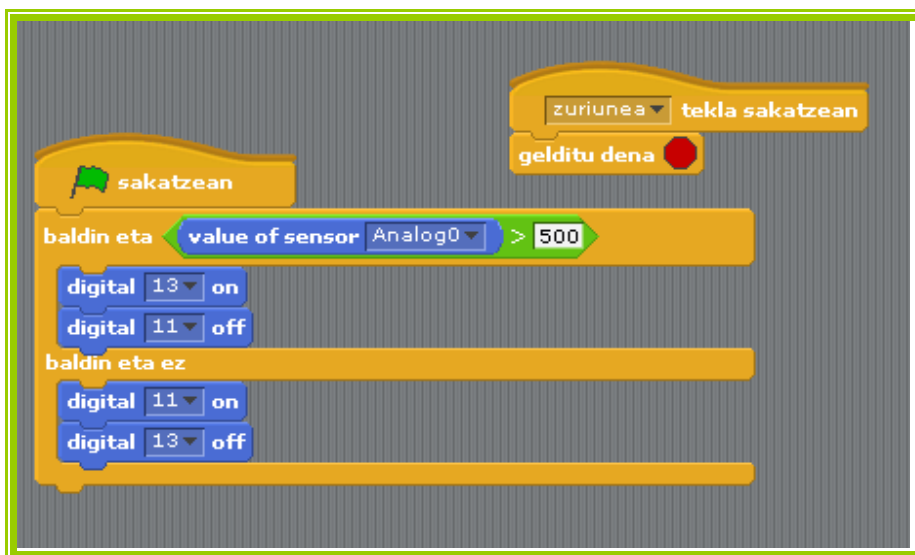 zuriunea tekla sakatzean
gelditu dena
sakatzean
baldin eta value of sensor Analog0 > 500
digital 13 on
digital 11 off
baldin eta ez
digital 11 on
digital 13 off